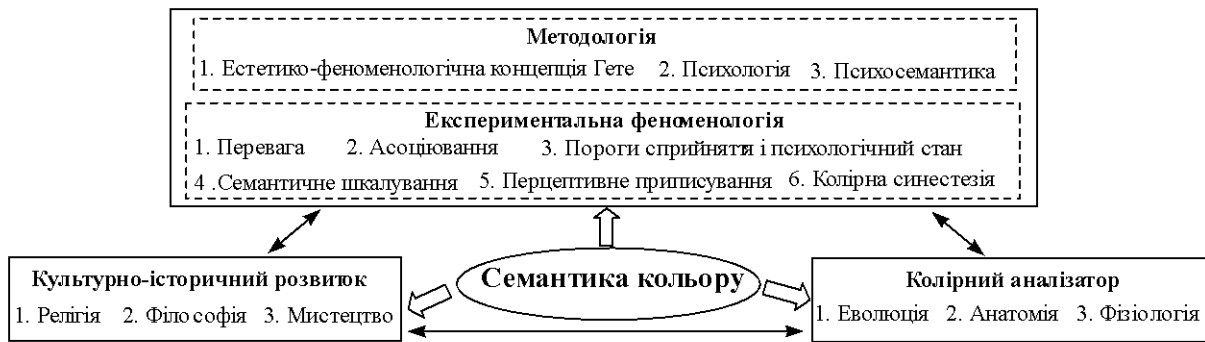 Методологія
1. Естетико-феноменологічна концепція Гете 2. Психологія 3. Психосемантика
Експериментальна феноменологія
1. Перевага 2. Асоціювання 3. Пороги сприйняття і психологічний стан
4 .Семантичне шкалування 5. Перцептивне приписування 6. Колірна синестезія
Семантика кольору
Культурно-історичний розвиток
1. Релігія 2. Філософія 3. Мистецтво
Колірний аналізатор
1. Еволюція 2. Анатомія 3. Фізіологія